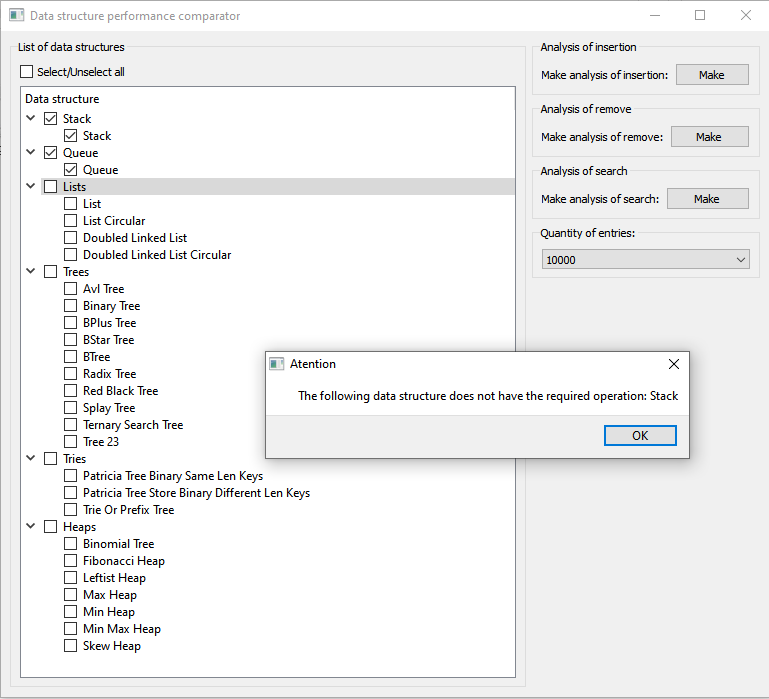 Data structure performance comparator
List of data structures
Select/Unselect all
Data structure
Stack
Stack
Queue
Queue
Lists
List
List Circular
Doubled Linked List
Doubled Linked List Circular
Trees
Avl Tree
Binary Tree
BPlus Tree
BStar Tree
BTree
Radix Tree
Red Black Tree
Splay Tree
Ternary Search Tree
Tree 23
Tries
Patricia Tree Binary Same Len Keys
Patricia Tree Store Binary Different Len Keys
Trie Or Prefix Tree
Heaps
Binomial Tree
Fibonacci Heap
Leftist Heap
Max Heap
Min Heap
Min Max Heap
Skew Heap
Analysis of insertion
Make analysis of insertion: Make
Analysis of remove
Make analysis of remove: Make
Analysis of search
Make analysis of search: Make
Quantity of entries:
10000
Atention
The following data structure does not have the required operation: Stack
OK